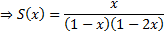 ⇒ S(x) = x / ((1 − x)(1 − 2x))